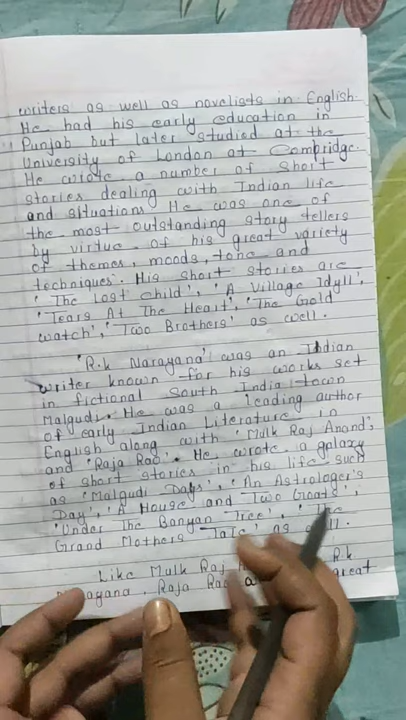 writers as well as novelists in English.
He had his early education in
Punjab but later studied at the
University of London at Cambridge.
He wrote a number of short
stories dealing with Indian life
and situations He was one of
the most outstanding story tellers
by virtue of his great variety
of themes, moods, tone and
techniques. His short stories are
'The Lost Child', 'A Village Idyll',
'Tears At The Heart', 'The Gold
watch', 'Two Brothers' as well.
'R.k Narayana' was an Indian
writer known for his works set
in fictional South India town
Malgudi. He was a leading author
of early Indian Literature in
English along with 'Mulk Raj Anand',
and 'Raja Rao'. He wrote a galaxy
of short stories in his life such
as 'Malgudi Days', 'An Astrologer's
Day', 'A House and Two Goats',
'Under The Banyan Tree', 'The
Grand Mothers Tale' as
Like Mulk Raj R.k
Raja Rao great